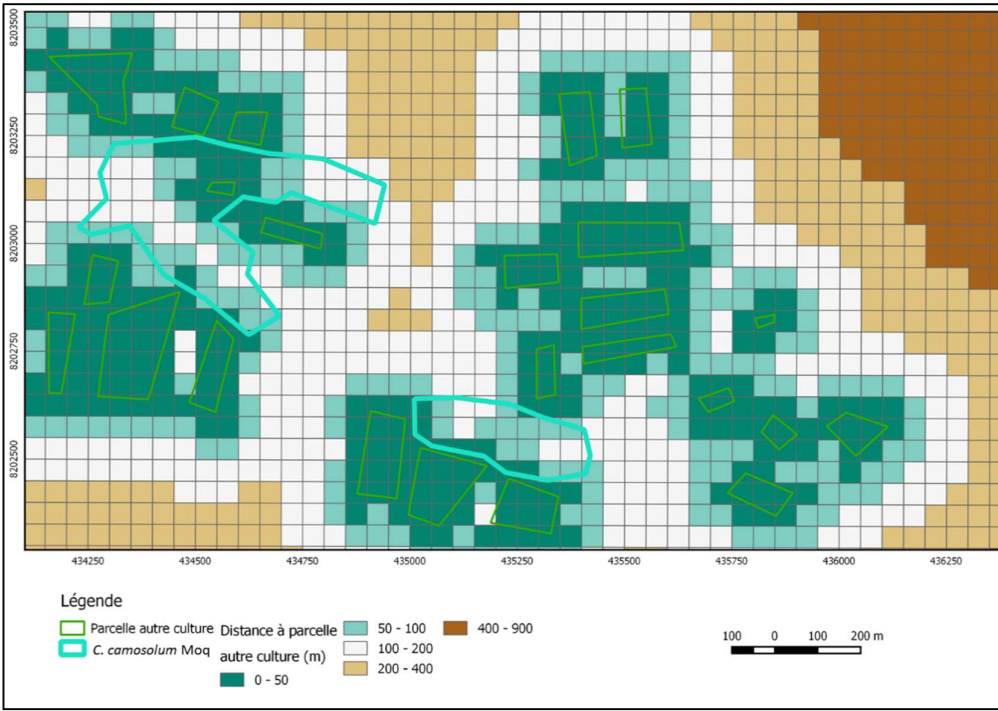 8203500
8203250
8203000
8202750
8202500
434250 434500 434750 435000 435250 435500 435750 436000 436250
Légende
Parcelle autre culture
C. camosolum Moq
Distance à parcelle
autre culture (m)
0 - 50
50 - 100
100 - 200
200 - 400
400 - 900
100 0 100 200 m